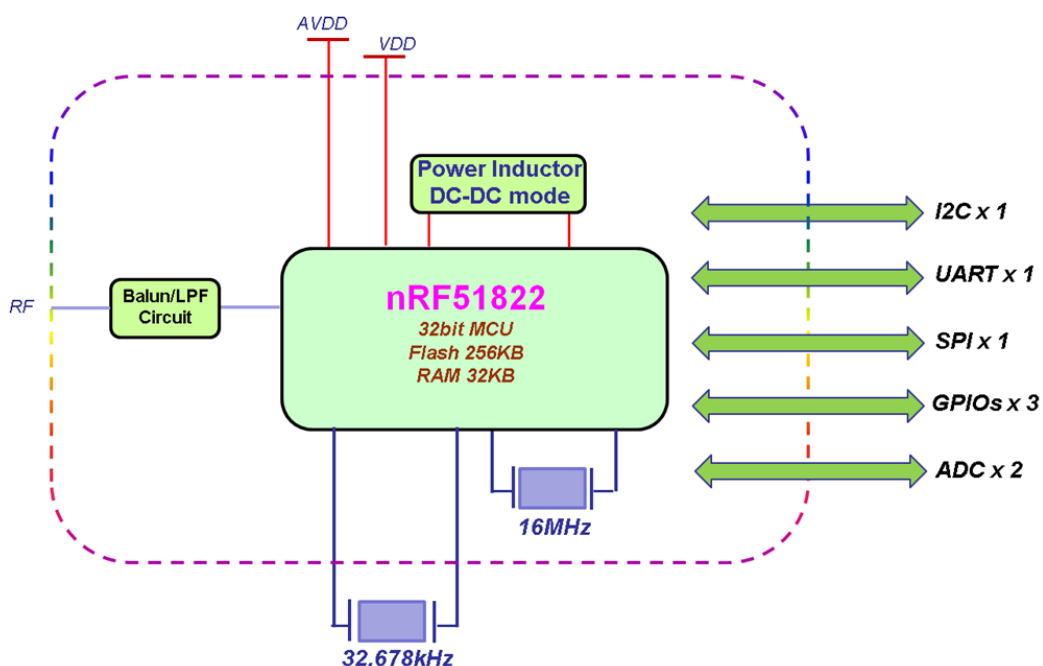 AVDD
VDD
Power Inductor
DC-DC mode
I2C x 1
RF
Balun/LPF
Circuit
nRF51822
32bit MCU
Flash 256KB
RAM 32KB
UART x 1
SPI x 1
GPIOs x 3
ADC x 2
16MHz
32.678kHz